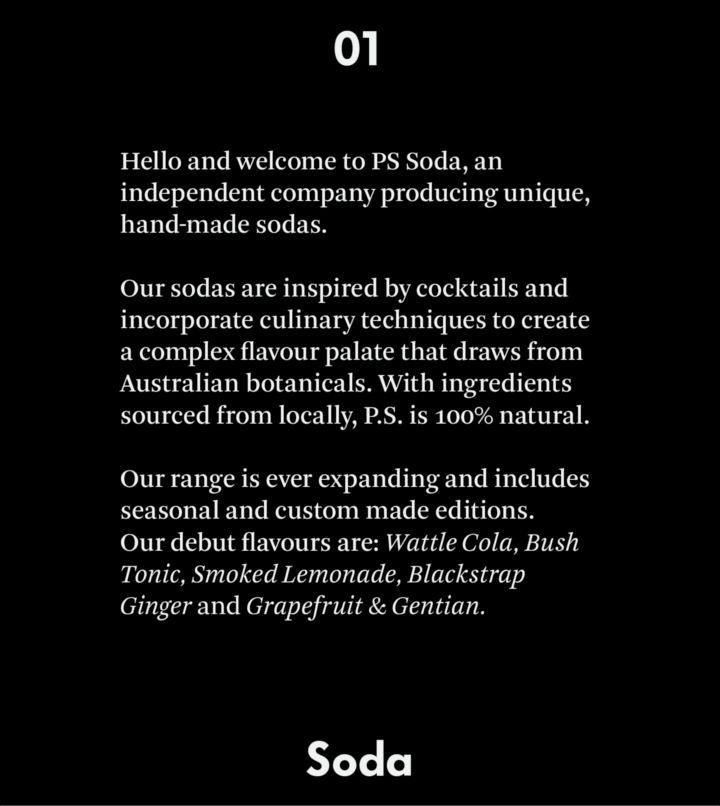 01
Hello and welcome to PS Soda, an
independent company producing unique,
hand-made sodas.
Our sodas are inspired by cocktails and
incorporate culinary techniques to create
a complex flavour palate that draws from
Australian botanicals. With ingredients
sourced from locally, P.S. is 100% natural.
Our range is ever expanding and includes
seasonal and custom made editions.
Our debut flavours are: Wattle Cola, Bush
Tonic, Smoked Lemonade, Blackstrap
Ginger and Grapefruit & Gentian.
Soda